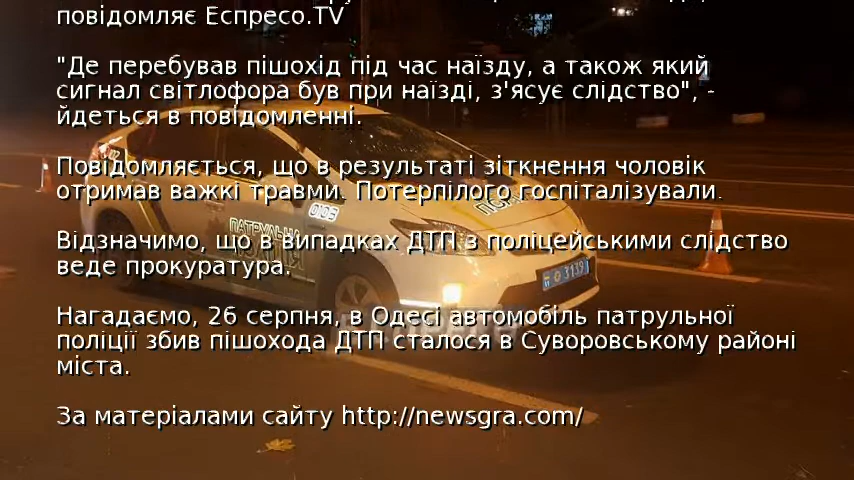 повідомляє Еспресо.TV
"Де перебував пішохід під час наїзду, а також який
сигнал світлофора був при наїзді, з'ясує слідство", -
йдеться в повідомленні.
Повідомляється, що в результаті зіткнення чоловік
отримав важкі травми. Потерпілого госпіталізували.
0103
ПАТРУЛЬНА
Відзначимо, що в випадках ДТП з поліцейськими слідство
веде прокуратура.
3139
Нагадаємо, 26 серпня, в Одесі автомобіль патрульної
поліції збив пішохода ДТП сталося в Суворовському районі
міста.
За матеріалами сайту http://newsgra.com/